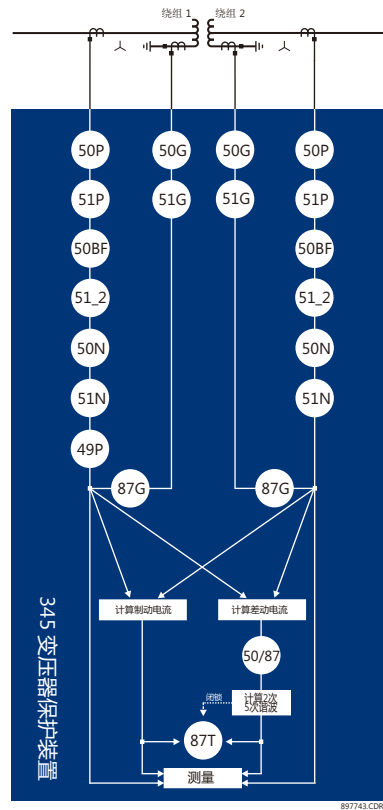 绕组 1 绕组 2
50P 50G 50G 50P
51P 51G 51G 51P
50BF 50BF
51_2 51_2
50N 50N
51N 51N
49P
87G 87G
计算制动电流 计算差动电流
50/87
闭锁
计算2次
5次谐波
87T
测量
345 变压器保护装置
897743.CDR